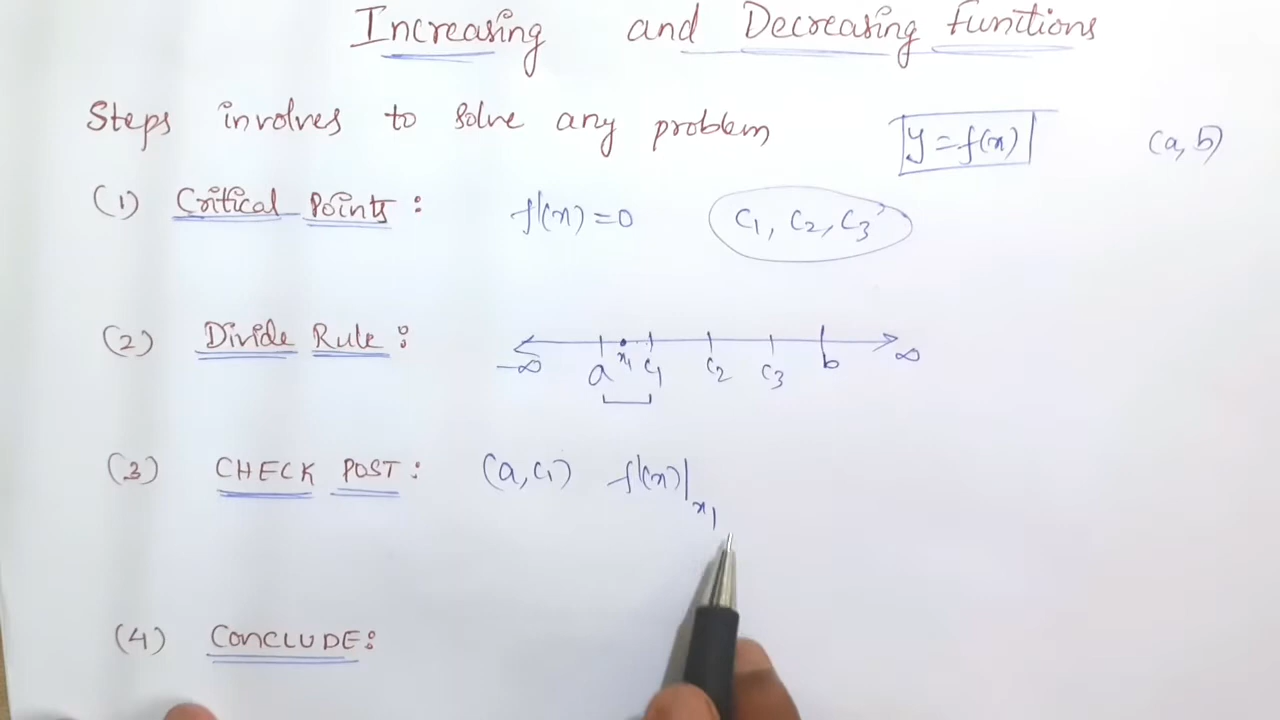 Increasing and Decreasing Functions
Steps involves to solve any problem y=f(x) (a,b)
(1) Critical Points: f'(x)=0 C1, C2, C3
(2) Divide Rule:
-∞ a x1 C1 C2 C3 b ∞
(3) CHECK POST: (a,C1) f'(x)|x1
(4) CONCLUDE: